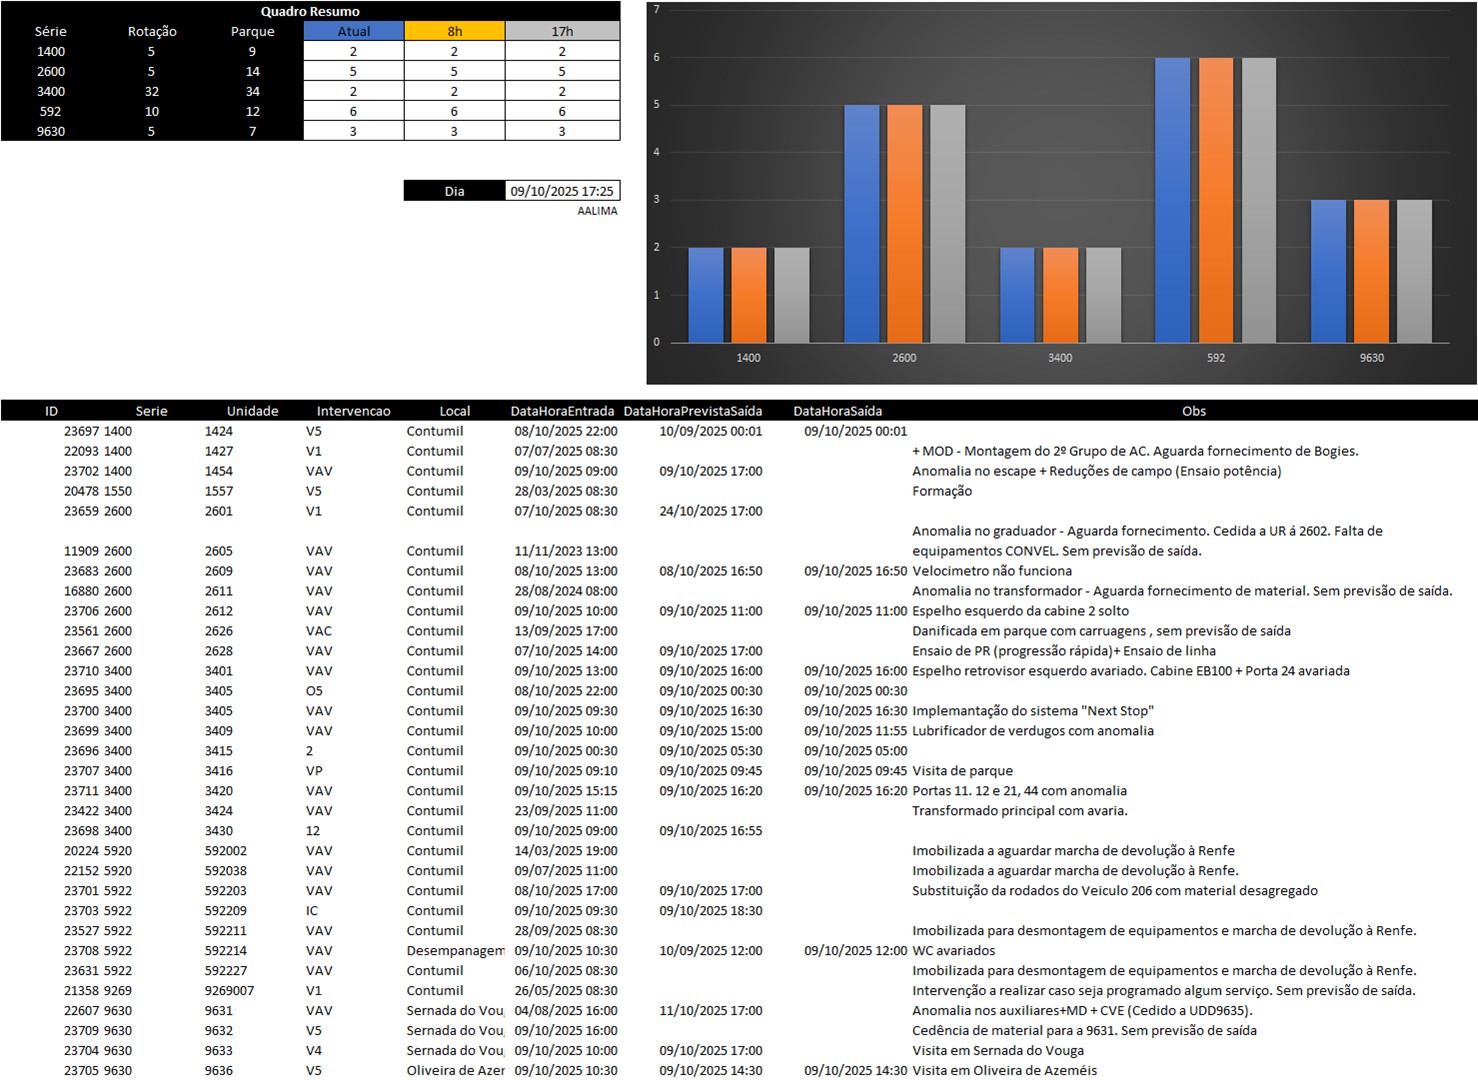 Quadro Resumo
Série Rotação Parque Atual 8h 17h
1400 5 9 2 2 2
2600 5 14 5 5 5
3400 32 34 2 2 2
592 10 12 6 6 6
9630 5 7 3 3 3
Dia 09/10/2025 17:25
AALIMA
7
6
5
4
3
2
1
0
1400 2600 3400 592 9630
ID Serie Unidade Intervencao Local DataHoraEntrada DataHoraPrevistaSaída DataHoraSaída Obs
23697 1400 1424 V5 Contumil 08/10/2025 22:00 10/09/2025 00:01 09/10/2025 00:01
22093 1400 1427 V1 Contumil 07/07/2025 08:30 + MOD - Montagem do 2º Grupo de AC. Aguarda fornecimento de Bogies.
23702 1400 1454 VAV Contumil 09/10/2025 09:00 09/10/2025 17:00 Anomalia no escape + Reduções de campo (Ensaio potência)
20478 1550 1557 V5 Contumil 28/03/2025 08:30 Formação
23659 2600 2601 V1 Contumil 07/10/2025 08:30 24/10/2025 17:00
Anomalia no graduador - Aguarda fornecimento. Cedida a UR á 2602. Falta de
11909 2600 2605 VAV Contumil 11/11/2023 13:00 equipamentos CONVEL. Sem previsão de saída.
23683 2600 2609 VAV Contumil 08/10/2025 13:00 08/10/2025 16:50 09/10/2025 16:50 Velocimetro não funciona
16880 2600 2611 VAV Contumil 28/08/2024 08:00 Anomalia no transformador - Aguarda fornecimento de material. Sem previsão de saída.
23706 2600 2612 VAV Contumil 09/10/2025 10:00 09/10/2025 11:00 09/10/2025 11:00 Espelho esquerdo da cabine 2 solto
23561 2600 2626 VAC Contumil 13/09/2025 17:00 Danificada em parque com carruagens , sem previsão de saída
23667 2600 2628 VAV Contumil 07/10/2025 14:00 09/10/2025 17:00 Ensaio de PR (progressão rápida)+ Ensaio de linha
23710 3400 3401 VAV Contumil 09/10/2025 13:00 09/10/2025 16:00 09/10/2025 16:00 Espelho retrovisor esquerdo avariado. Cabine EB100 + Porta 24 avariada
23695 3400 3405 O5 Contumil 08/10/2025 22:00 09/10/2025 00:30 09/10/2025 00:30
23700 3400 3405 VAV Contumil 09/10/2025 09:30 09/10/2025 16:30 09/10/2025 16:30 Implemantação do sistema "Next Stop"
23699 3400 3409 VAV Contumil 09/10/2025 10:00 09/10/2025 15:00 09/10/2025 11:55 Lubrificador de verdugos com anomalia
23696 3400 3415 2 Contumil 09/10/2025 00:30 09/10/2025 05:30 09/10/2025 05:00
23707 3400 3416 VP Contumil 09/10/2025 09:10 09/10/2025 09:45 09/10/2025 09:45 Visita de parque
23711 3400 3420 VAV Contumil 09/10/2025 15:15 09/10/2025 16:20 09/10/2025 16:20 Portas 11. 12 e 21, 44 com anomalia
23422 3400 3424 VAV Contumil 23/09/2025 11:00 Transformado principal com avaria.
23698 3400 3430 12 Contumil 09/10/2025 09:00 09/10/2025 16:55
20224 5920 592002 VAV Contumil 14/03/2025 19:00 Imobilizada a aguardar marcha de devolução à Renfe
22152 5920 592038 VAV Contumil 09/07/2025 11:00 Imobilizada a aguardar marcha de devolução à Renfe.
23701 5922 592203 VAV Contumil 08/10/2025 17:00 09/10/2025 17:00 Substituição da rodados do Veiculo 206 com material desagregado
23703 5922 592209 IC Contumil 09/10/2025 09:30 09/10/2025 18:30
23527 5922 592211 VAV Contumil 28/09/2025 08:30 Imobilizada para desmontagem de equipamentos e marcha de devolução à Renfe.
23708 5922 592214 VAV Desempanagem 09/10/2025 10:30 10/09/2025 12:00 09/10/2025 12:00 WC avariados
23631 5922 592227 VAV Contumil 06/10/2025 08:30 Imobilizada para desmontagem de equipamentos e marcha de devolução à Renfe.
21358 9269 9269007 V1 Contumil 26/05/2025 08:30 Intervenção a realizar caso seja programado algum serviço. Sem previsão de saída.
22607 9630 9631 VAV Sernada do Voug 04/08/2025 16:00 11/10/2025 17:00 Anomalia nos auxiliares+MD + CVE (Cedido a UDD9635).
23709 9630 9632 V5 Sernada do Voug 09/10/2025 16:00 Cedência de material para a 9631. Sem previsão de saída
23704 9630 9633 V4 Sernada do Voug 09/10/2025 10:00 09/10/2025 17:00 Visita em Sernada do Vouga
23705 9630 9636 V5 Oliveira de Azer 09/10/2025 10:30 09/10/2025 14:30 09/10/2025 14:30 Visita em Oliveira de Azeméis